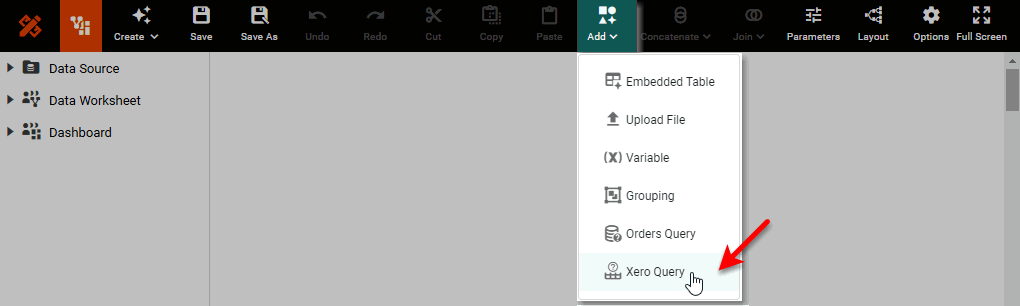 Create Save Save As Undo Redo Cut Copy Paste Add Concatenate Join Parameters Layout Options Full Screen
Data Source
Data Worksheet
Dashboard
Embedded Table
Upload File
(X) Variable
Grouping
Orders Query
Xero Query